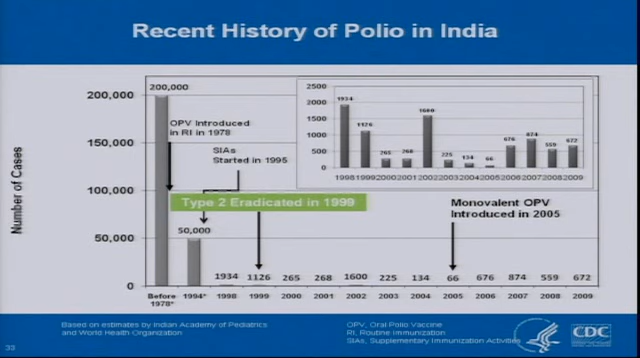 Recent History of Polio in India
Number of Cases
200,000
150,000
100,000
50,000
0
200,000
OPV Introduced
in RI in 1978
SIAs
Started in 1995
Type 2 Eradicated in 1999
50,000
Monovalent OPV
Introduced in 2005
1934 1126 265 268 1600 225 134 66 676 874 559 672
Before 1994* 1998 1999 2000 2001 2002 2003 2004 2005 2006 2007 2008 2009
1978*
2500
2000
1500
1000
500
0
1934 1126 265 268 1600 225 134 66 676 874 559 672
1998 1999 2000 2001 2002 2003 2004 2005 2006 2007 2008 2009
Based on estimates by Indian Academy of Pediatrics
and World Health Organization
OPV, Oral Polio Vaccine
RI, Routine Immunization
SIAs, Supplementary Immunization Activities
CDC
33